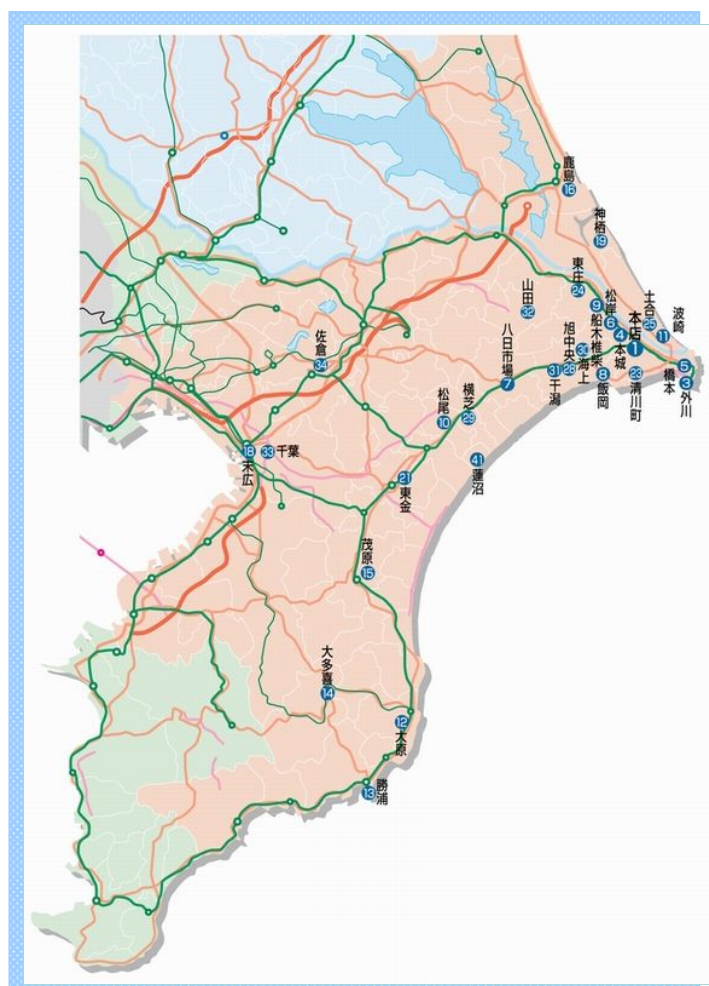 鹿島
16
神栖
19
東庄
24
山田
32
9
船木椎柴
松岸
6
4
本城
本店
1
土合
25
波崎
11
橋本
5
3
外川
23
清川町
8
飯岡
30
海上
旭中央
28
31
干潟
八日市場
7
横芝
29
松尾
10
41
蓮沼
佐倉
34
18
末広
33
千葉
21
東金
茂原
15
大多喜
14
12
大原
13
勝浦